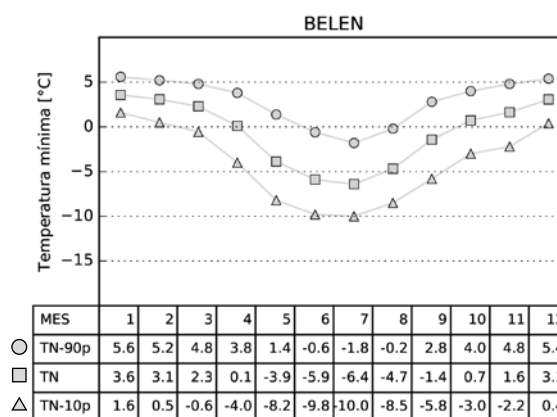 BELEN
Temperatura mínima [°C]
5
0
−5
−10
−15
MES 1 2 3 4 5 6 7 8 9 10 11
TN-90p 5.6 5.2 4.8 3.8 1.4 -0.6 -1.8 -0.2 2.8 4.0 4.8
TN 3.6 3.1 2.3 0.1 -3.9 -5.9 -6.4 -4.7 -1.4 0.7 1.6
TN-10p 1.6 0.5 -0.6 -4.0 -8.2 -9.8 -10.0 -8.5 -5.8 -3.0 -2.2